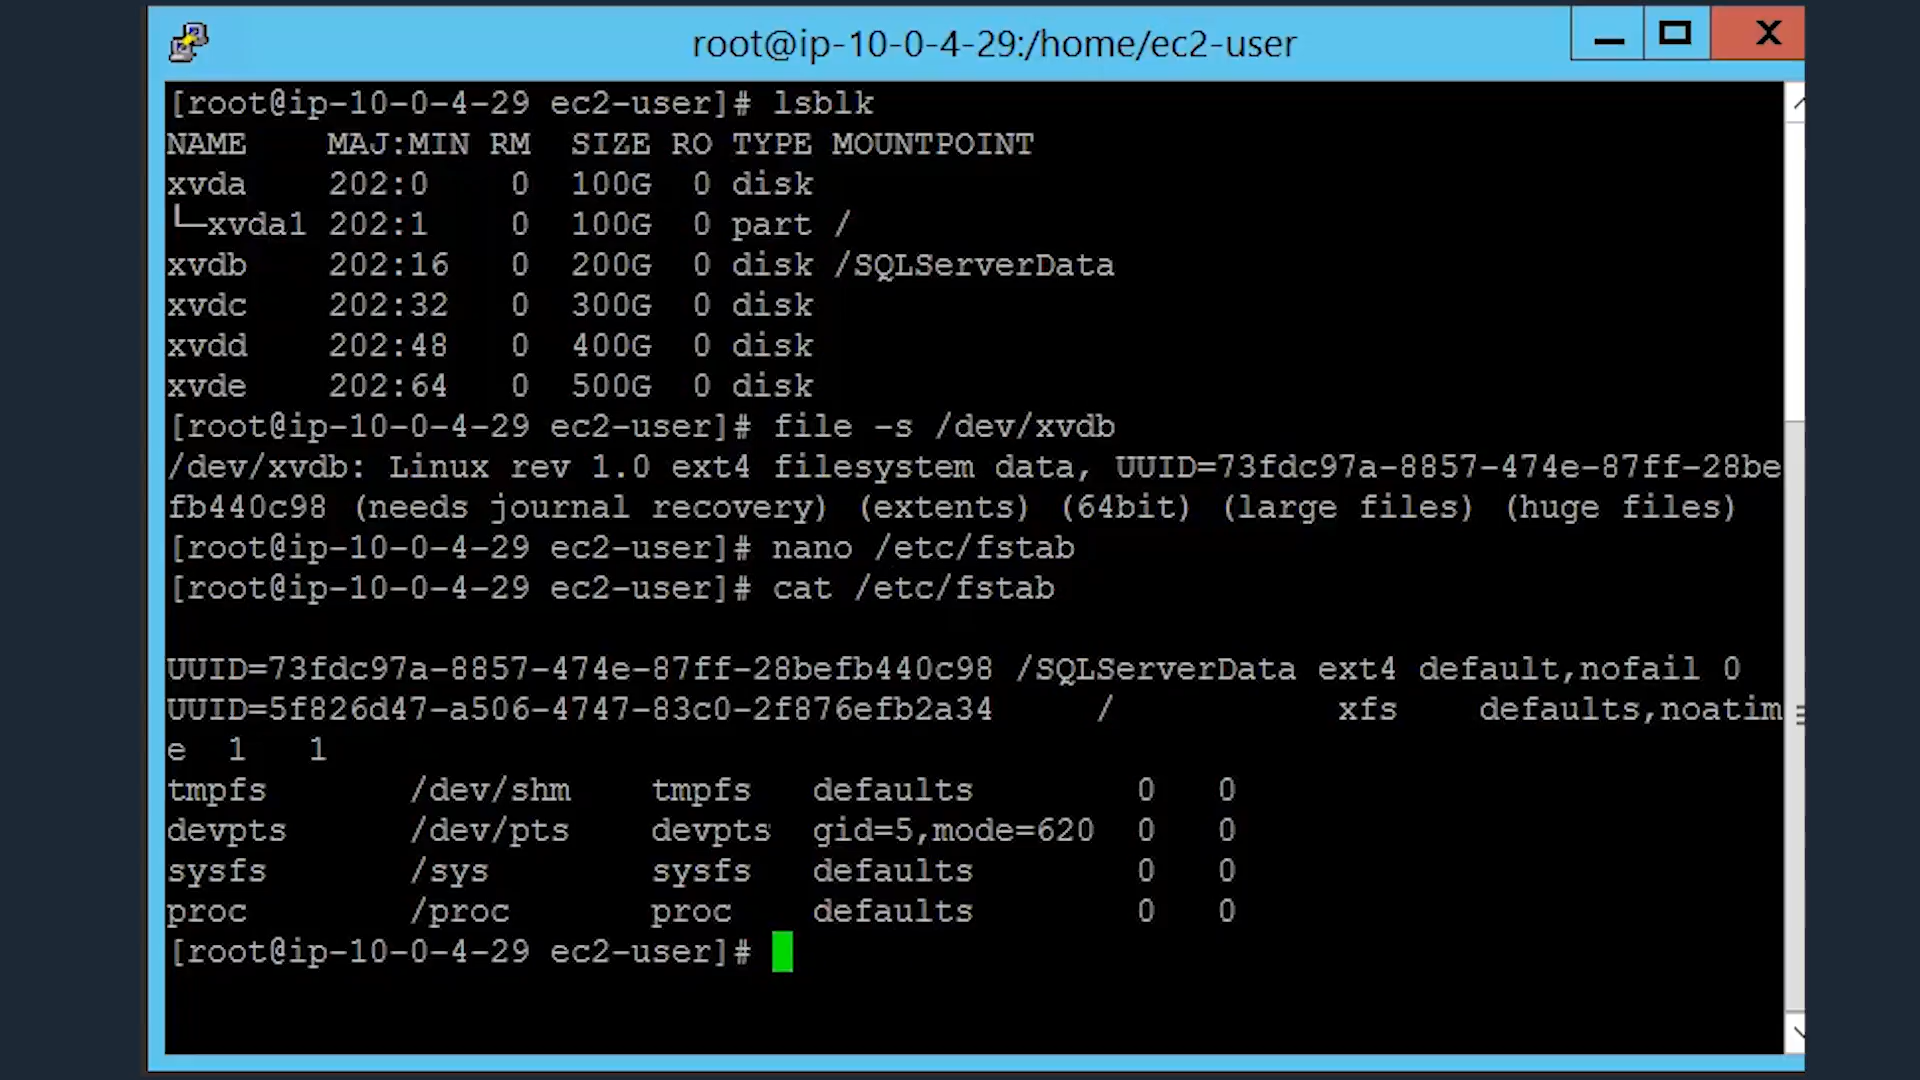 root@ip-10-0-4-29:/home/ec2-user
[root@ip-10-0-4-29 ec2-user]# lsblk
NAME    MAJ:MIN RM  SIZE RO TYPE MOUNTPOINT
xvda    202:0    0  100G  0 disk
└─xvda1 202:1    0  100G  0 part /
xvdb    202:16   0  200G  0 disk /SQLServerData
xvdc    202:32   0  300G  0 disk
xvdd    202:48   0  400G  0 disk
xvde    202:64   0  500G  0 disk
[root@ip-10-0-4-29 ec2-user]# file -s /dev/xvdb
/dev/xvdb: Linux rev 1.0 ext4 filesystem data, UUID=73fdc97a-8857-474e-87ff-28be
fb440c98 (needs journal recovery) (extents) (64bit) (large files) (huge files)
[root@ip-10-0-4-29 ec2-user]# nano /etc/fstab
[root@ip-10-0-4-29 ec2-user]# cat /etc/fstab
UUID=73fdc97a-8857-474e-87ff-28befb440c98 /SQLServerData ext4 default,nofail 0
UUID=5f826d47-a506-4747-83c0-2f876efb2a34     /           xfs    defaults,noatim
e  1   1
tmpfs       /dev/shm    tmpfs   defaults        0   0
devpts      /dev/pts    devpts  gid=5,mode=620  0   0
sysfs       /sys        sysfs   defaults        0   0
proc        /proc       proc    defaults        0   0
[root@ip-10-0-4-29 ec2-user]#